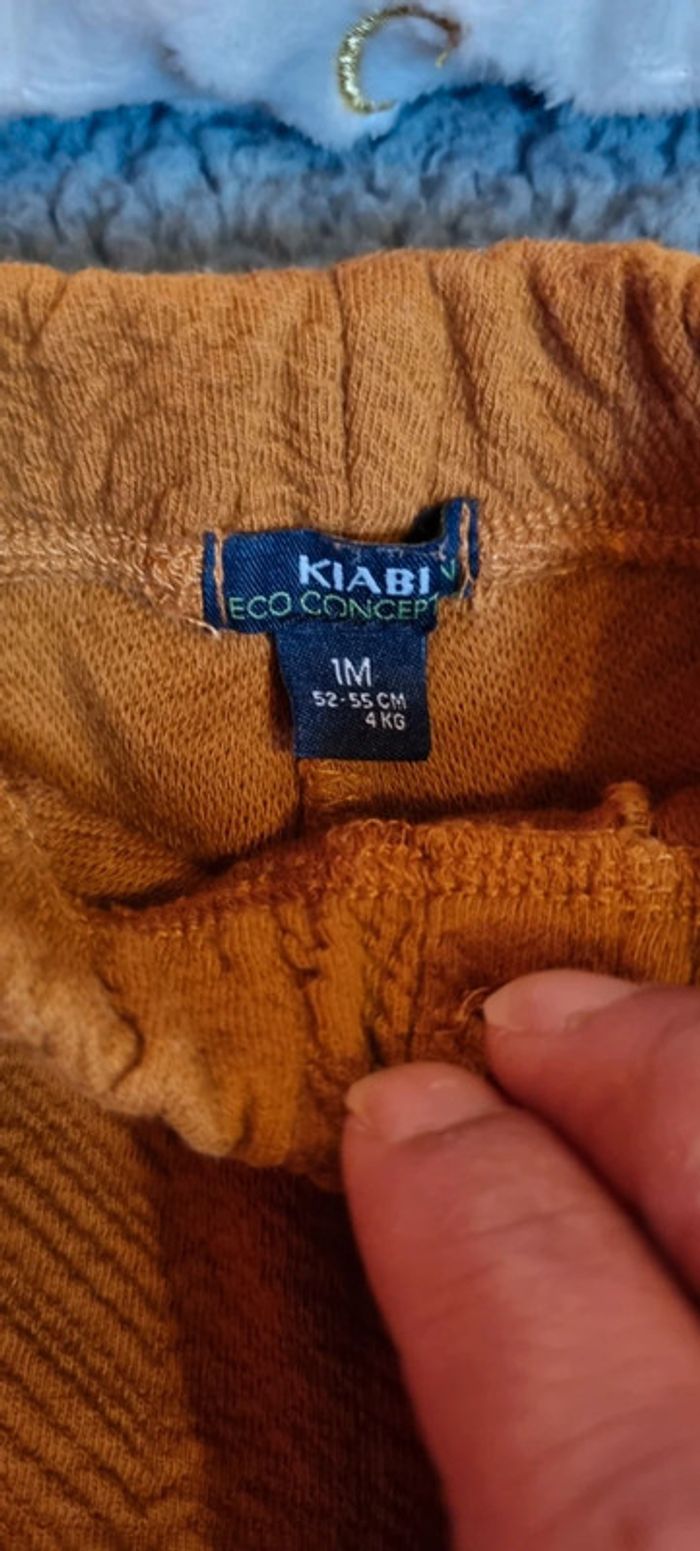 KIABI
ECO CONCEPT
1M
52-55 CM
4 KG